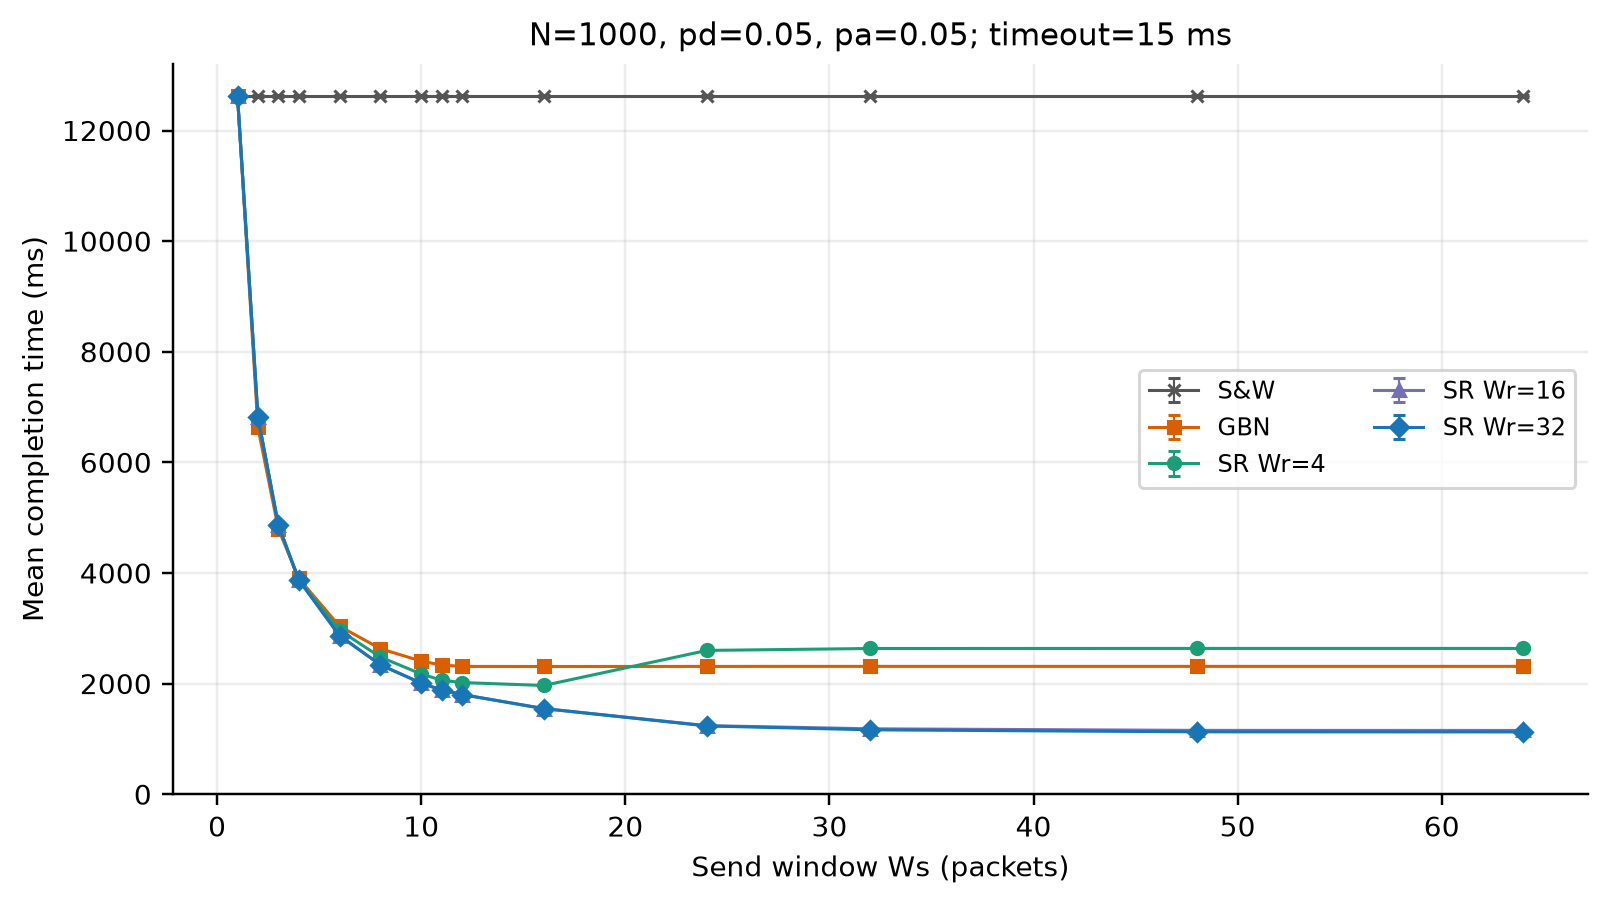 N=1000, pd=0.05, pa=0.05; timeout=15 ms
Mean completion time (ms)
12000
10000
8000
6000
4000
2000
0
S&W
GBN
SR Wr=4
SR Wr=16
SR Wr=32
0 10 20 30 40 50 60
Send window Ws (packets)